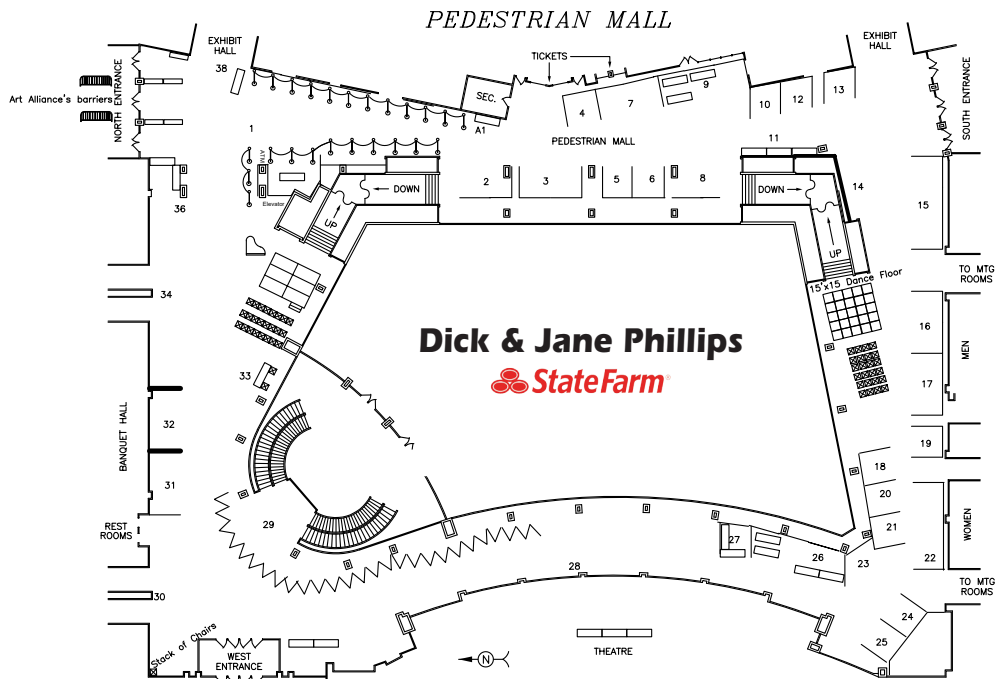 PEDESTRIAN MALL
EXHIBIT
HALL
38
TICKETS
EXHIBIT
HALL
SEC.
A1
4
7
9
10
12
13
NORTH ENTRANCE
Art Alliance's barriers
SOUTH ENTRANCE
1
PEDESTRIAN MALL
11
ATM
Elevator
DOWN
UP
2
3
5
6
8
DOWN
UP
14
15
36
15'x15 Dance Floor
TO MTG
ROOMS
34
Dick & Jane Phillips
State Farm
16
MEN
17
33
BANQUET HALL
32
31
19
18
20
21
REST
ROOMS
29
27
26
23
22
WOMEN
28
30
TO MTG
ROOMS
24
25
Stack of Chairs
WEST
ENTRANCE
N
THEATRE